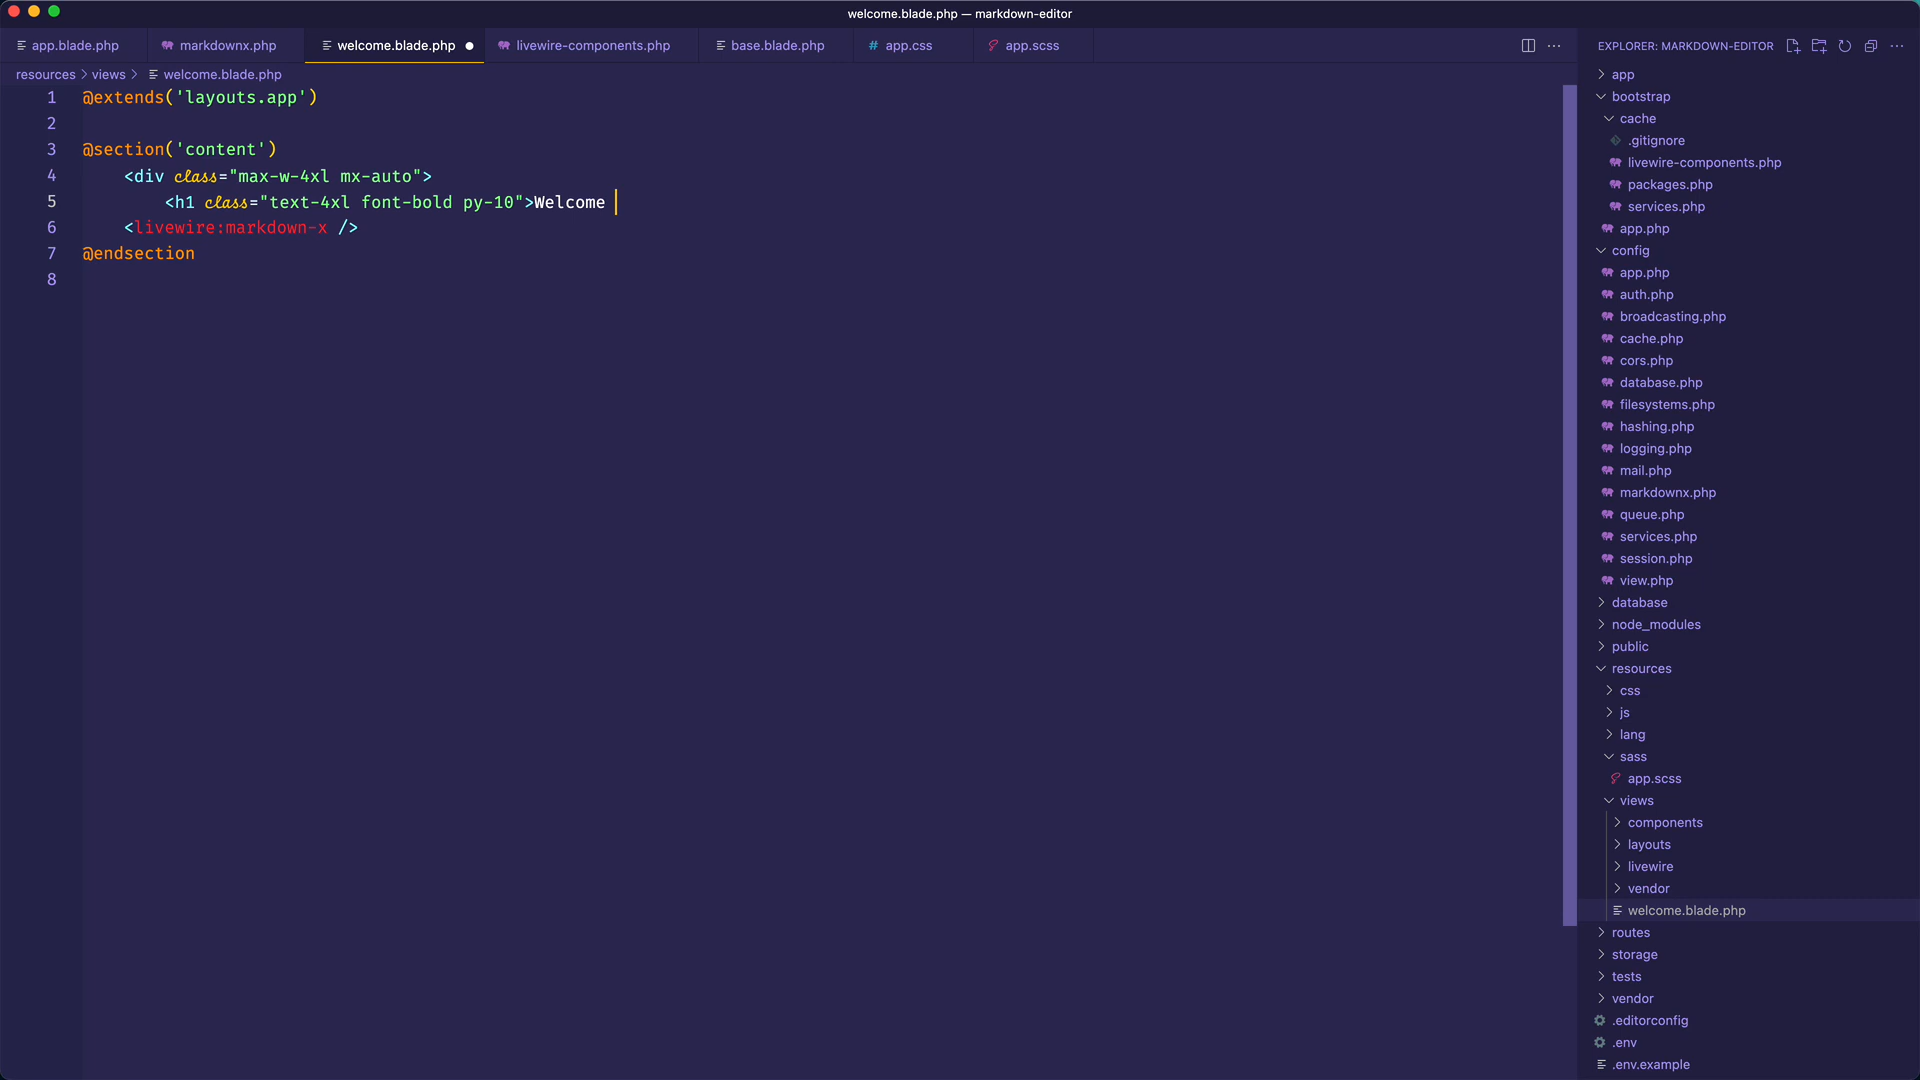 welcome.blade.php — markdown-editor
app.blade.php
markdownx.php
welcome.blade.php
livewire-components.php
base.blade.php
# app.css
app.scss
resources > views > welcome.blade.php
1 @extends('layouts.app')
2
3 @section('content')
4 <div class="max-w-4xl mx-auto">
5 <h1 class="text-4xl font-bold py-10">Welcome
6 <livewire:markdown-x />
7 @endsection
8
EXPLORER: MARKDOWN-EDITOR
app
bootstrap
cache
.gitignore
livewire-components.php
packages.php
services.php
app.php
config
app.php
auth.php
broadcasting.php
cache.php
cors.php
database.php
filesystems.php
hashing.php
logging.php
mail.php
markdownx.php
queue.php
services.php
session.php
view.php
database
node_modules
public
resources
css
js
lang
sass
app.scss
views
components
layouts
livewire
vendor
welcome.blade.php
routes
storage
tests
vendor
.editorconfig
.env
.env.example